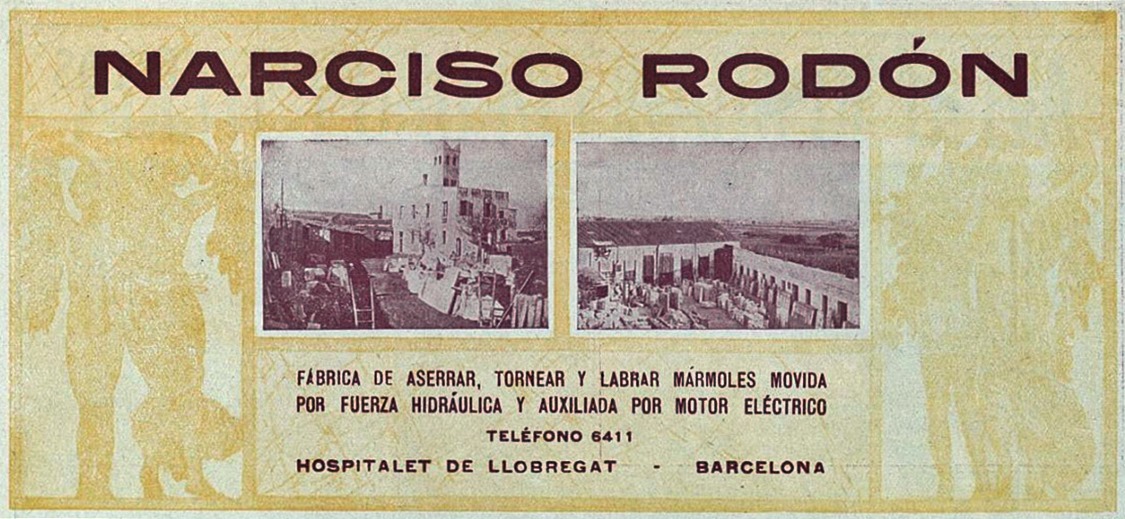 NARCISO RODÓN
FÁBRICA DE ASERRAR, TORNEAR Y LABRAR MÁRMOLES MOVIDA
POR FUERZA HIDRÁULICA Y AUXILIADA POR MOTOR ELÉCTRICO
TELÉFONO 6411
HOSPITALET DE LLOBREGAT - BARCELONA